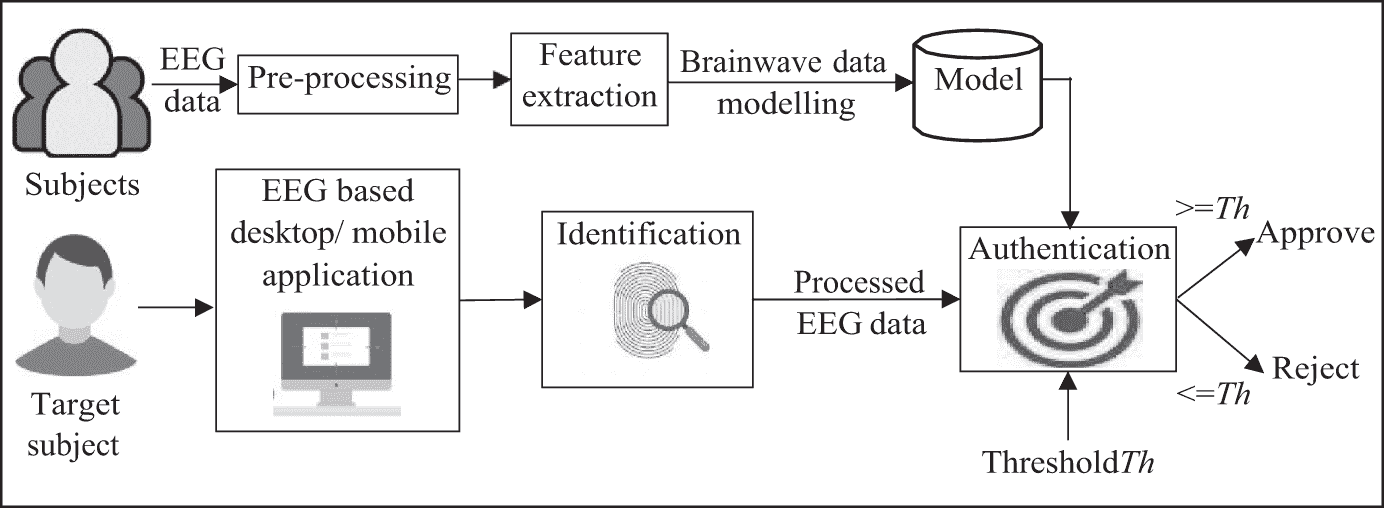 EEG
data
Pre-processing
Feature
extraction
Brainwave data
modelling
Model
Subjects
EEG based
desktop/ mobile
application
Identification
Processed
EEG data
Authentication
>=Th
Approve
Reject
<=Th
Target
subject
ThresholdTh